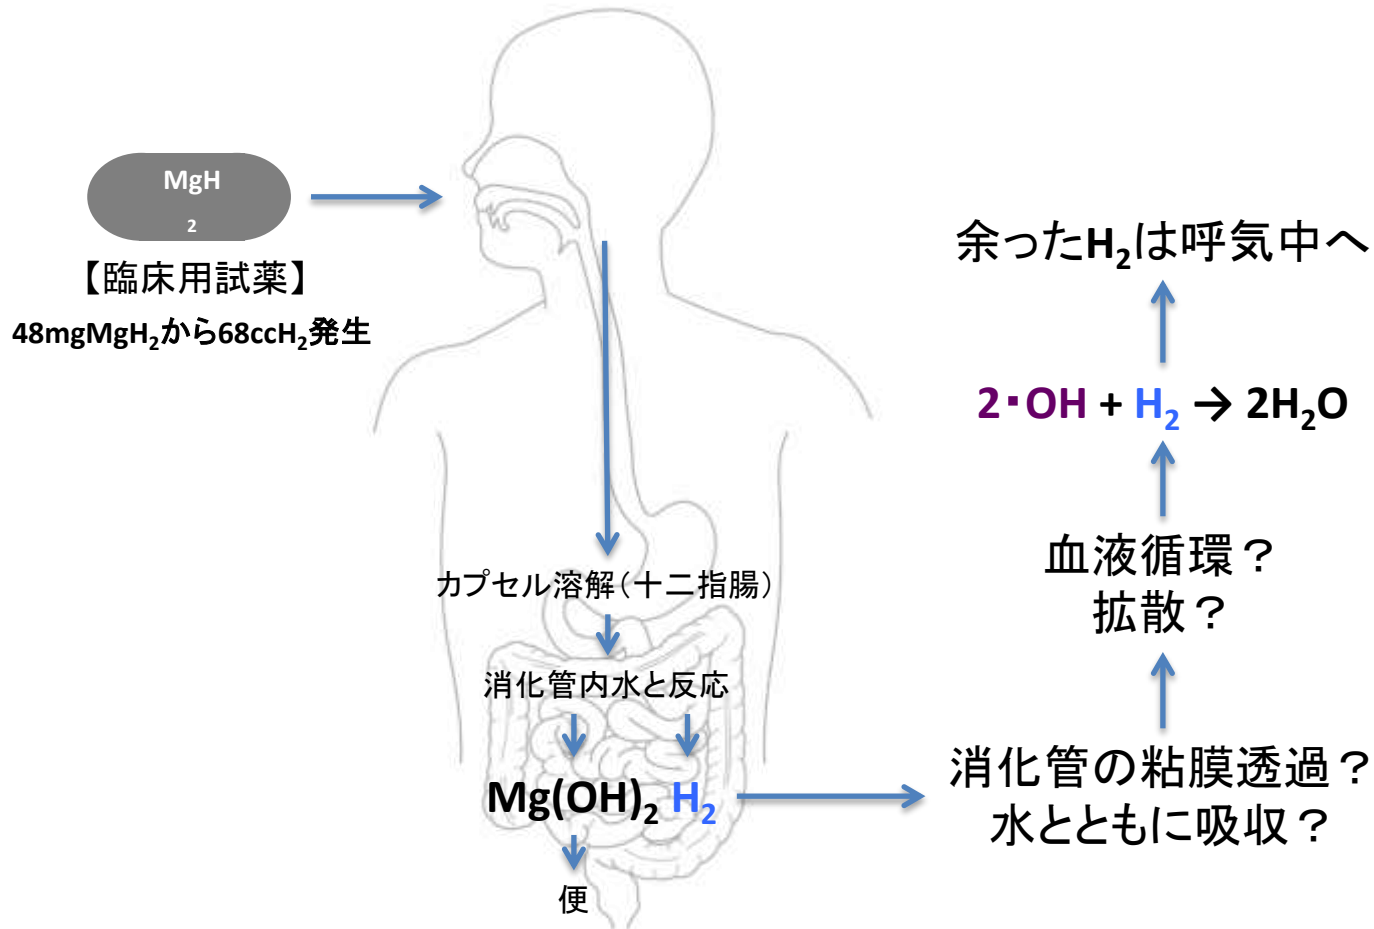 MgH
2
【臨床用試薬】
48mgMgH₂から68ccH₂発生
カプセル溶解(十二指腸)
消化管内水と反応
Mg(OH)₂ H₂
便
消化管の粘膜透過？
水とともに吸収？
血液循環？
拡散？
2・OH + H₂ → 2H₂O
余ったH₂は呼気中へ